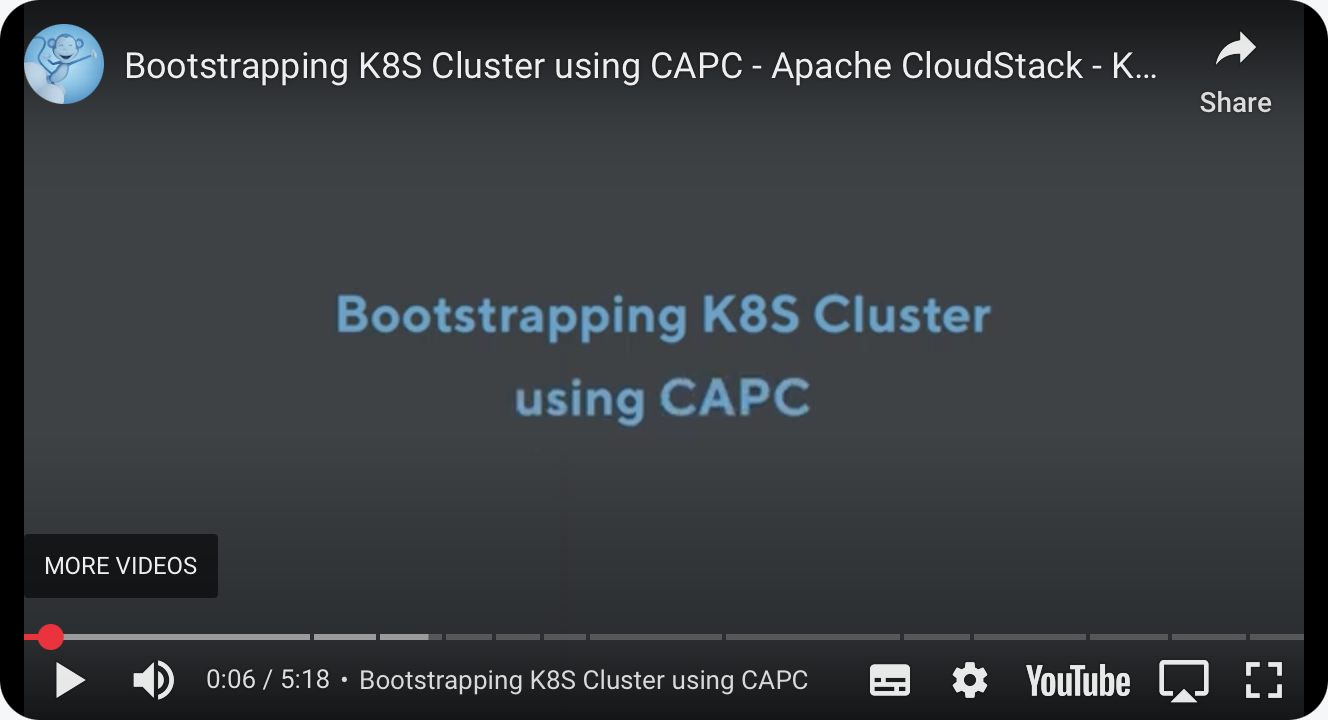 Bootstrapping K8S Cluster using CAPC - Apache CloudStack - K...
Share
Bootstrapping K8S Cluster
using CAPC
MORE VIDEOS
0:06 / 5:18 • Bootstrapping K8S Cluster using CAPC
YouTube